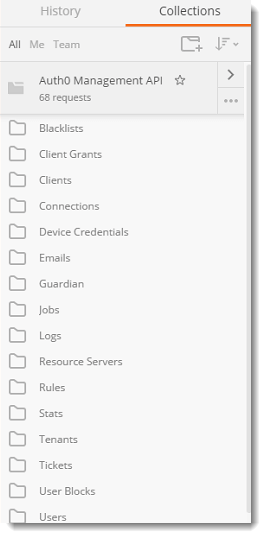 History Collections
All Me Team
Auth0 Management API
68 requests
Blacklists
Client Grants
Clients
Connections
Device Credentials
Emails
Guardian
Jobs
Logs
Resource Servers
Rules
Stats
Tenants
Tickets
User Blocks
Users